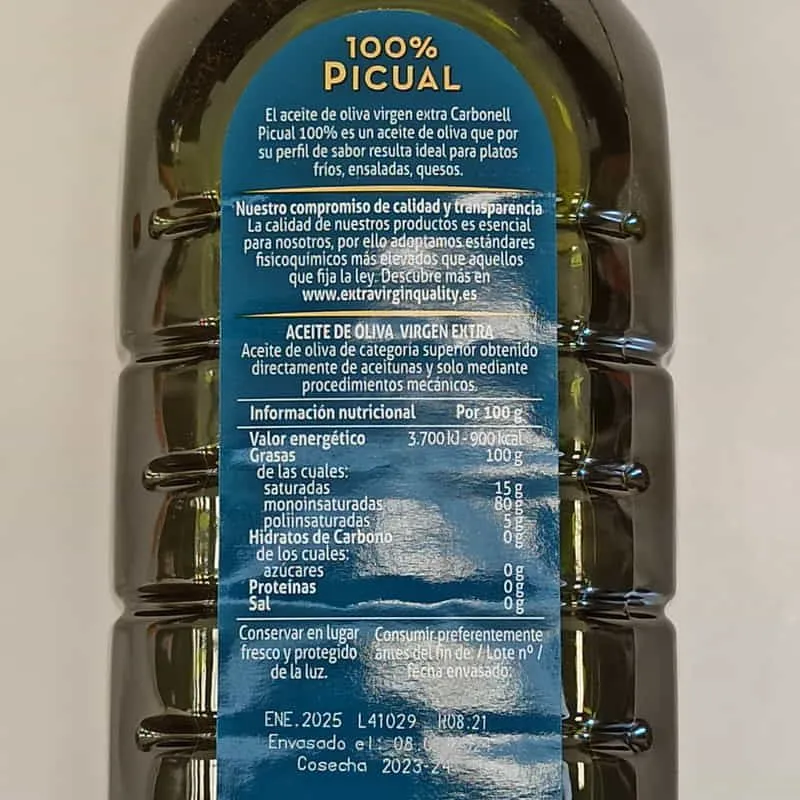 100%
PICUAL
El aceite de oliva virgen extra Carbonell
Picual 100% es un aceite de oliva que por
su perfil de sabor resulta ideal para platos
fríos, ensaladas, quesos.
Nuestro compromiso de calidad y transparencia
La calidad de nuestros productos es esencial
para nosotros, por ello adoptamos estándares
fisicoquímicos más elevados que aquellos
que fija la ley. Descubre más en
www.extravirginquality.es
ACEITE DE OLIVA VIRGEN EXTRA
Aceite de oliva de categoría superior obtenido
directamente de aceitunas y solo mediante
procedimientos mecánicos.
Información nutricional Por 100 g
Valor energético 3.700 kJ - 900 kcal
Grasas 100 g
de las cuales:
saturadas 15 g
monoinsaturadas 80 g
poliinsaturadas 5 g
Hidratos de Carbono 0 g
de los cuales:
azúcares 0 g
Proteínas 0 g
Sal 0 g
Conservar en lugar
fresco y protegido
de la luz.
Consumir preferentemente
antes del fin de: / Lote nº /
fecha envasado:
ENE.2025 L41029 R08.21
Envasado el: 08.
Cosecha 2023-24